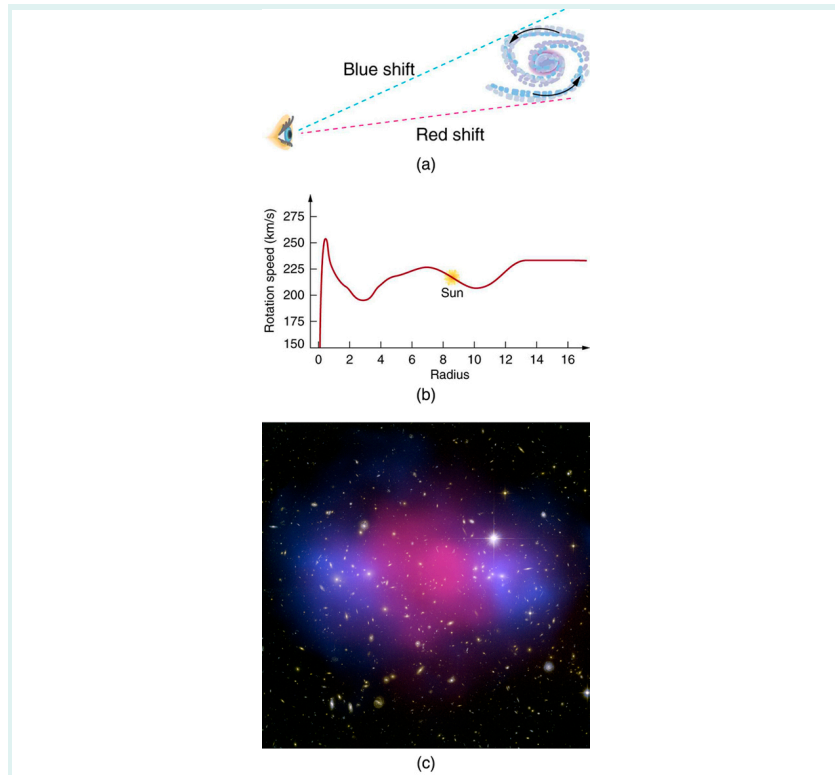 Blue shift
Red shift
(a)
Rotation speed (km/s)
275
250
225
200
175
150
Sun
0 2 4 6 8 10 12 14 16
Radius
(b)
(c)